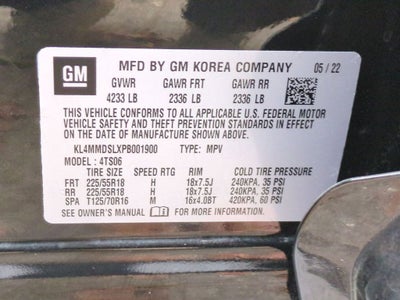 GM MFD BY GM KOREA COMPANY 05 / 22
GVWR GAWR FRT GAWR RR
4233 LB 2336 LB 2336 LB
THIS VEHICLE CONFORMS TO ALL APPLICABLE
U.S. FEDERAL MOTOR VEHICLE SAFETY AND
VEHICLE SAFETY, BUMPER, AND THEFT PREVENTION STANDARDS
IN EFFECT ON THE DATE OF MANUFACTURE SHOWN ABOVE.
KL4MMDSLXPB001900 TYPE: MPV
MODEL : 4TS06
TIRE SIZE SPEED RTG RIM COLD TIRE PRESSURE
FRT 225/55R18 H 18x7.5J 240KPA, 35 PSI
RR 225/55R18 H 18x7.5J 240KPA, 35 PSI
SPA T125/70R16 M 16x4.0BT 420KPA, 60 PSI
SEE OWNER'S MANUAL FOR MORE INFORMATION.